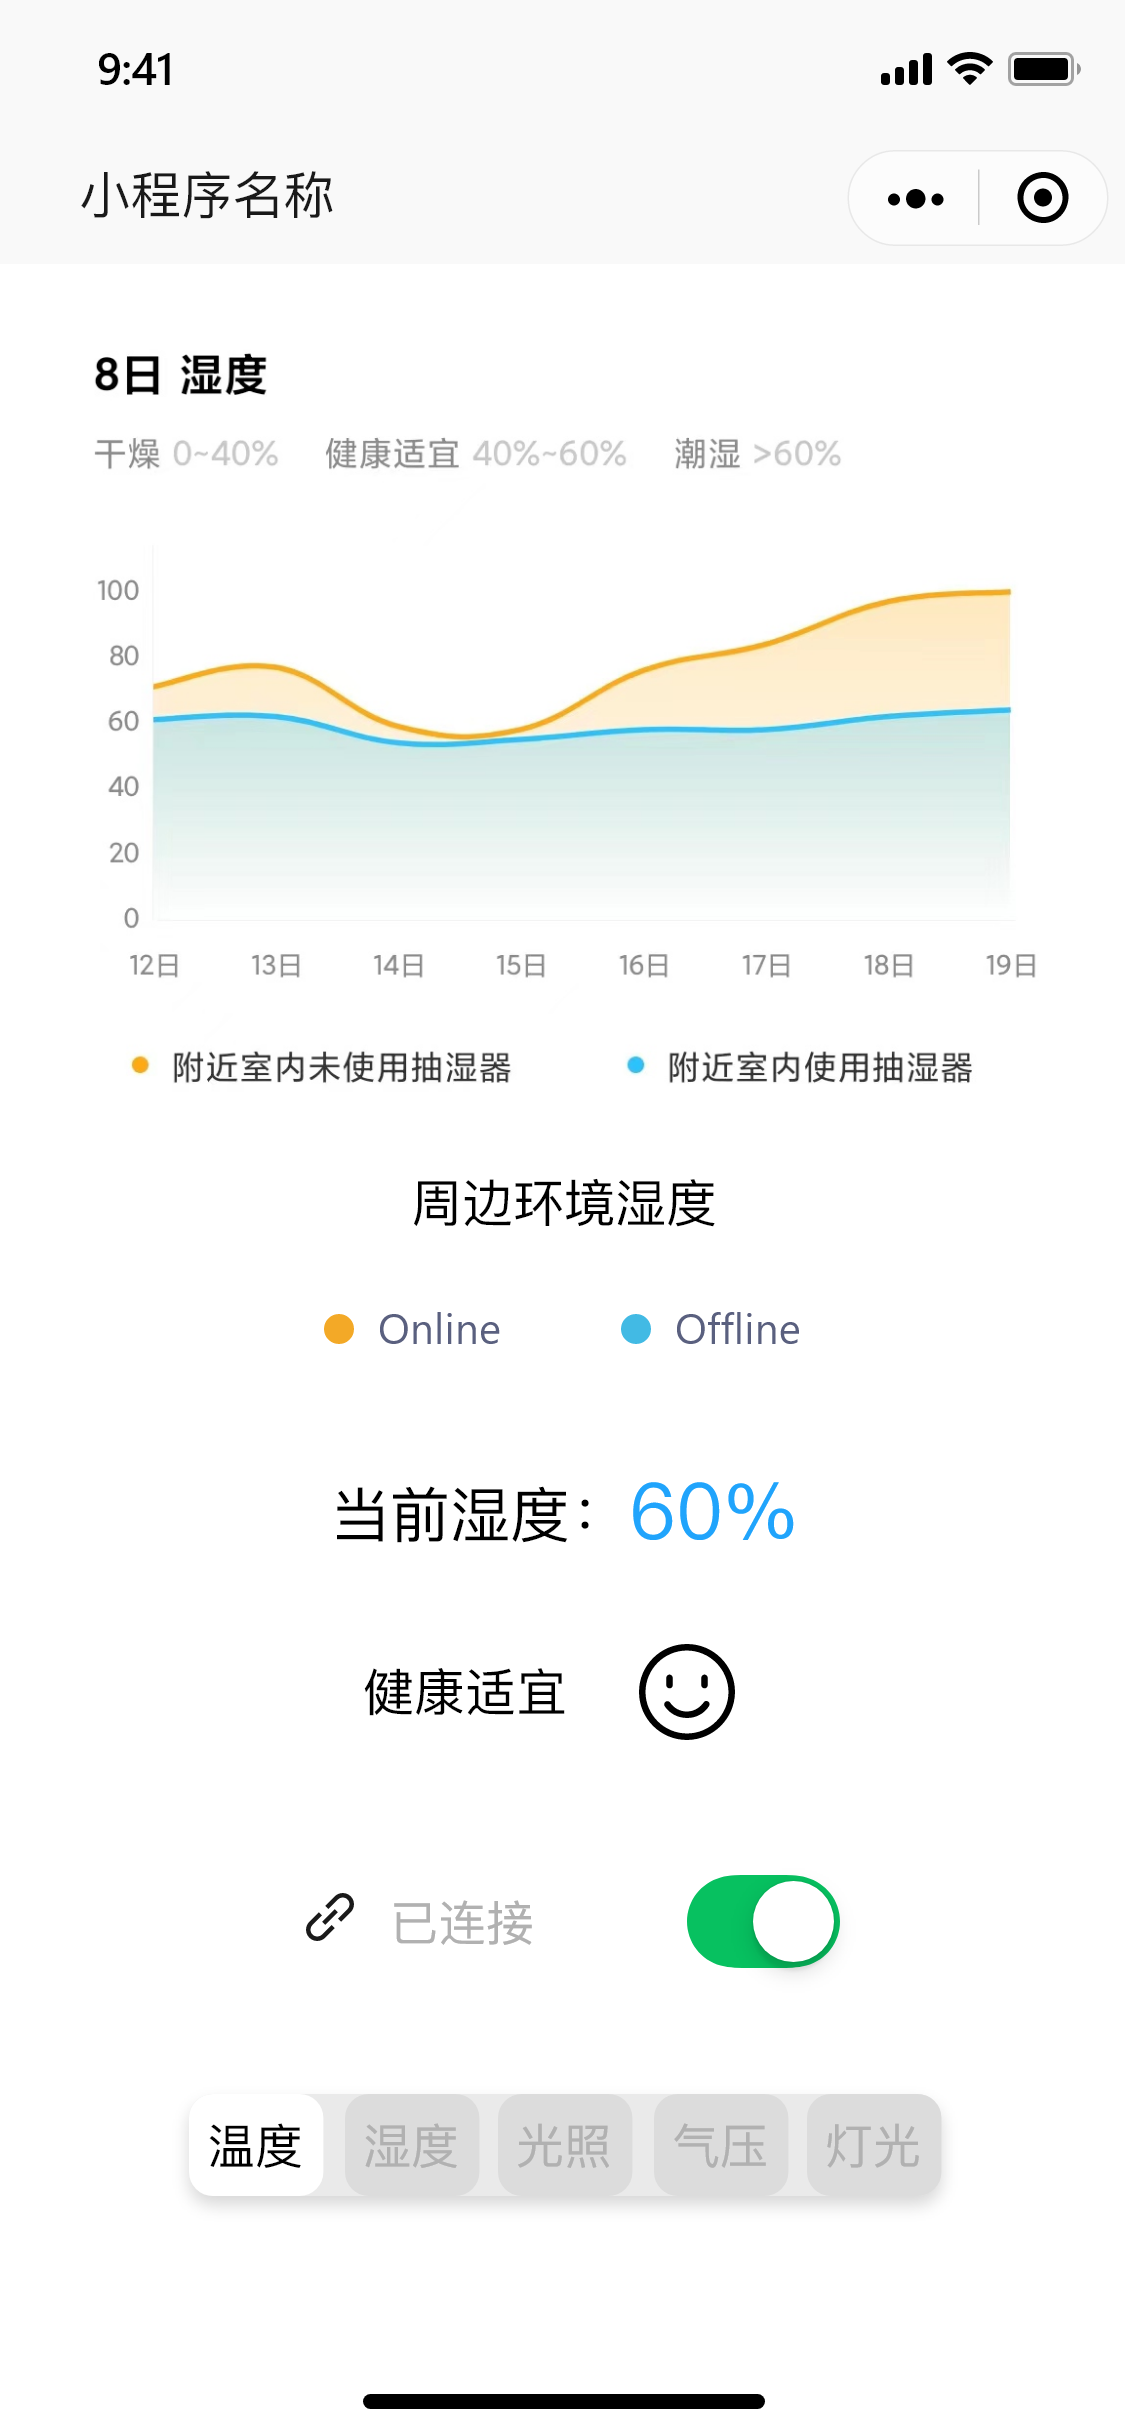 9:41
小程序名称
8日 湿度
干燥 0~40% 健康适宜 40%~60% 潮湿 >60%
100
80
60
40
20
0
12日 13日 14日 15日 16日 17日 18日 19日
附近室内未使用抽湿器 附近室内使用抽湿器
周边环境湿度
Online Offline
当前湿度：60%
健康适宜
已连接
温度 湿度 光照 气压 灯光